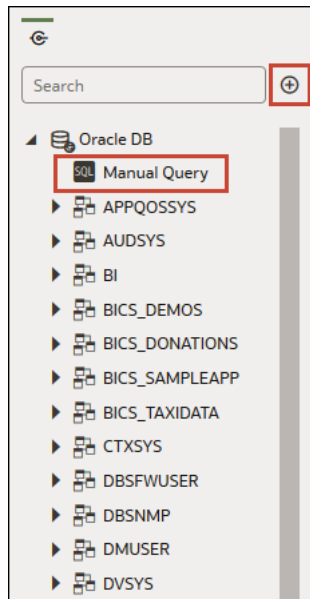 Search
Oracle DB
SQL Manual Query
APPQOSSYS
AUDSYS
BI
BICS_DEMOS
BICS_DONATIONS
BICS_SAMPLEAPP
BICS_TAXIDATA
CTXSYS
DBSFWUSER
DBSNMP
DMUSER
DVSYS